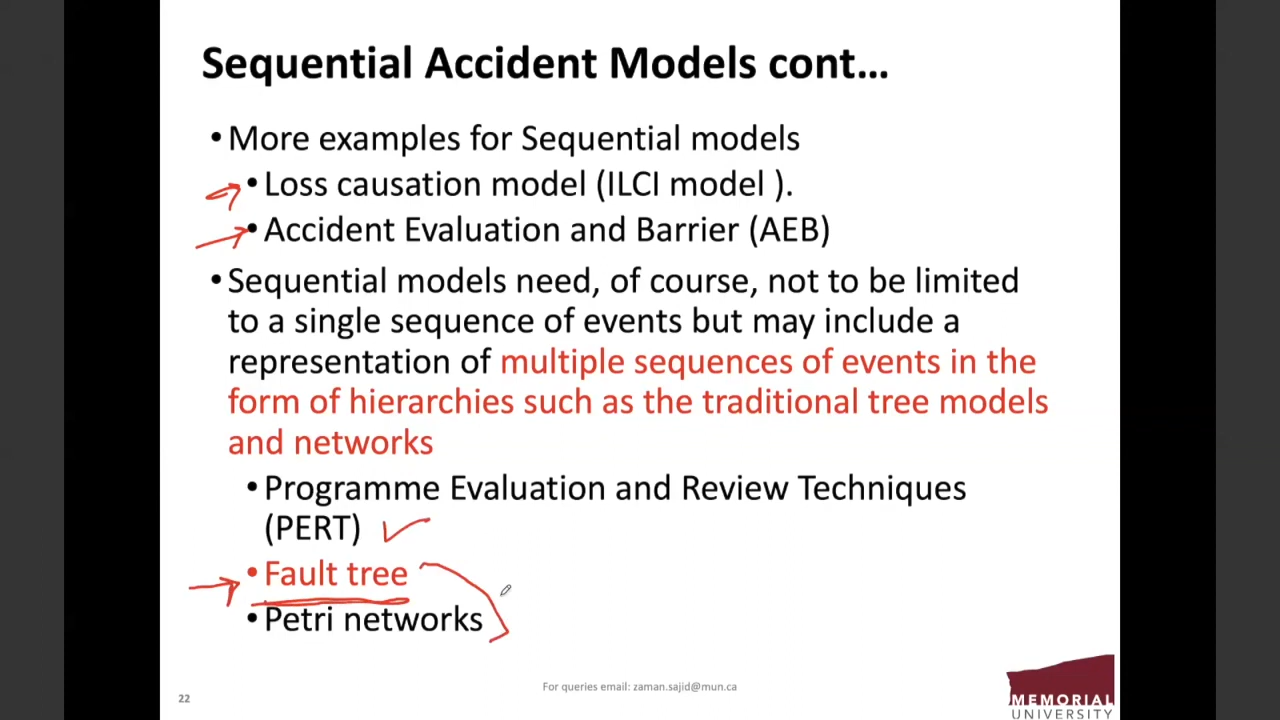 Sequential Accident Models cont...
• More examples for Sequential models
• Loss causation model (ILCI model ).
• Accident Evaluation and Barrier (AEB)
• Sequential models need, of course, not to be limited
to a single sequence of events but may include a
representation of multiple sequences of events in the
form of hierarchies such as the traditional tree models
and networks
• Programme Evaluation and Review Techniques
(PERT)
• Fault tree
• Petri networks
22
For queries email: zaman.sajid@mun.ca
MEMORIAL
UNIVERSITY